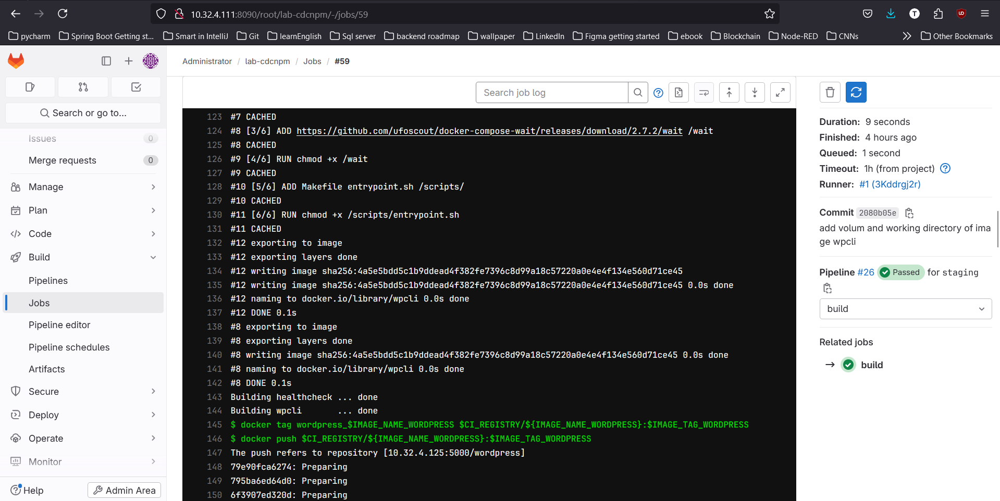 10.32.4.111:8090/root/lab-cdcnpm/-/jobs/59
T
UO
pycharm
Spring Boot Getting st...
Smart in IntelliJ
Git
learnEnglish
Sql server
backend roadmap
wallpaper
LinkedIn
Figma getting started
ebook
Blockchain
Node-RED
CNNs
Other Bookmarks
Administrator / lab-cdcnpm / Jobs / #59
Search or go to...
Issues 0
Merge requests 0
Manage
Plan
Code
Build
Pipelines
Jobs
Pipeline editor
Pipeline schedules
Artifacts
Secure
Deploy
Operate
Monitor
Help
Admin Area
Search job log
123 #7 CACHED
124 #8 [3/6] ADD https://github.com/ufoscout/docker-compose-wait/releases/download/2.7.2/wait /wait
125 #8 CACHED
126 #9 [4/6] RUN chmod +x /wait
127 #9 CACHED
128 #10 [5/6] ADD Makefile entrypoint.sh /scripts/
129 #10 CACHED
130 #11 [6/6] RUN chmod +x /scripts/entrypoint.sh
131 #11 CACHED
132 #12 exporting to image
133 #12 exporting layers done
134 #12 writing image sha256:4a5e5bdd5c1b9ddead4f382fe7396c8d99a18c57220a0e4e4f134e560d71ce45
135 #12 writing image sha256:4a5e5bdd5c1b9ddead4f382fe7396c8d99a18c57220a0e4e4f134e560d71ce45 0.0s done
136 #12 naming to docker.io/library/wpcli 0.0s done
137 #12 DONE 0.1s
138 #8 exporting to image
139 #8 exporting layers done
140 #8 writing image sha256:4a5e5bdd5c1b9ddead4f382fe7396c8d99a18c57220a0e4e4f134e560d71ce45 0.0s done
141 #8 naming to docker.io/library/wpcli 0.0s done
142 #8 DONE 0.1s
143 Building healthcheck ... done
144 Building wpcli       ... done
145 $ docker tag wordpress_$IMAGE_NAME_WORDPRESS $CI_REGISTRY/${IMAGE_NAME_WORDPRESS}:$IMAGE_TAG_WORDPRESS
146 $ docker push $CI_REGISTRY/${IMAGE_NAME_WORDPRESS}:$IMAGE_TAG_WORDPRESS
147 The push refers to repository [10.32.4.125:5000/wordpress]
148 79e90fca6274: Preparing
149 795ba6ed64d0: Preparing
150 6f3907ed320d: Preparing
Duration: 9 seconds
Finished: 4 hours ago
Queued: 1 second
Timeout: 1h (from project)
Runner: #1 (3Kddrgj2r)
Commit 2080b05e
add volum and working directory of ima
ge wpcli
Pipeline #26 Passed for staging
build
Related jobs
build